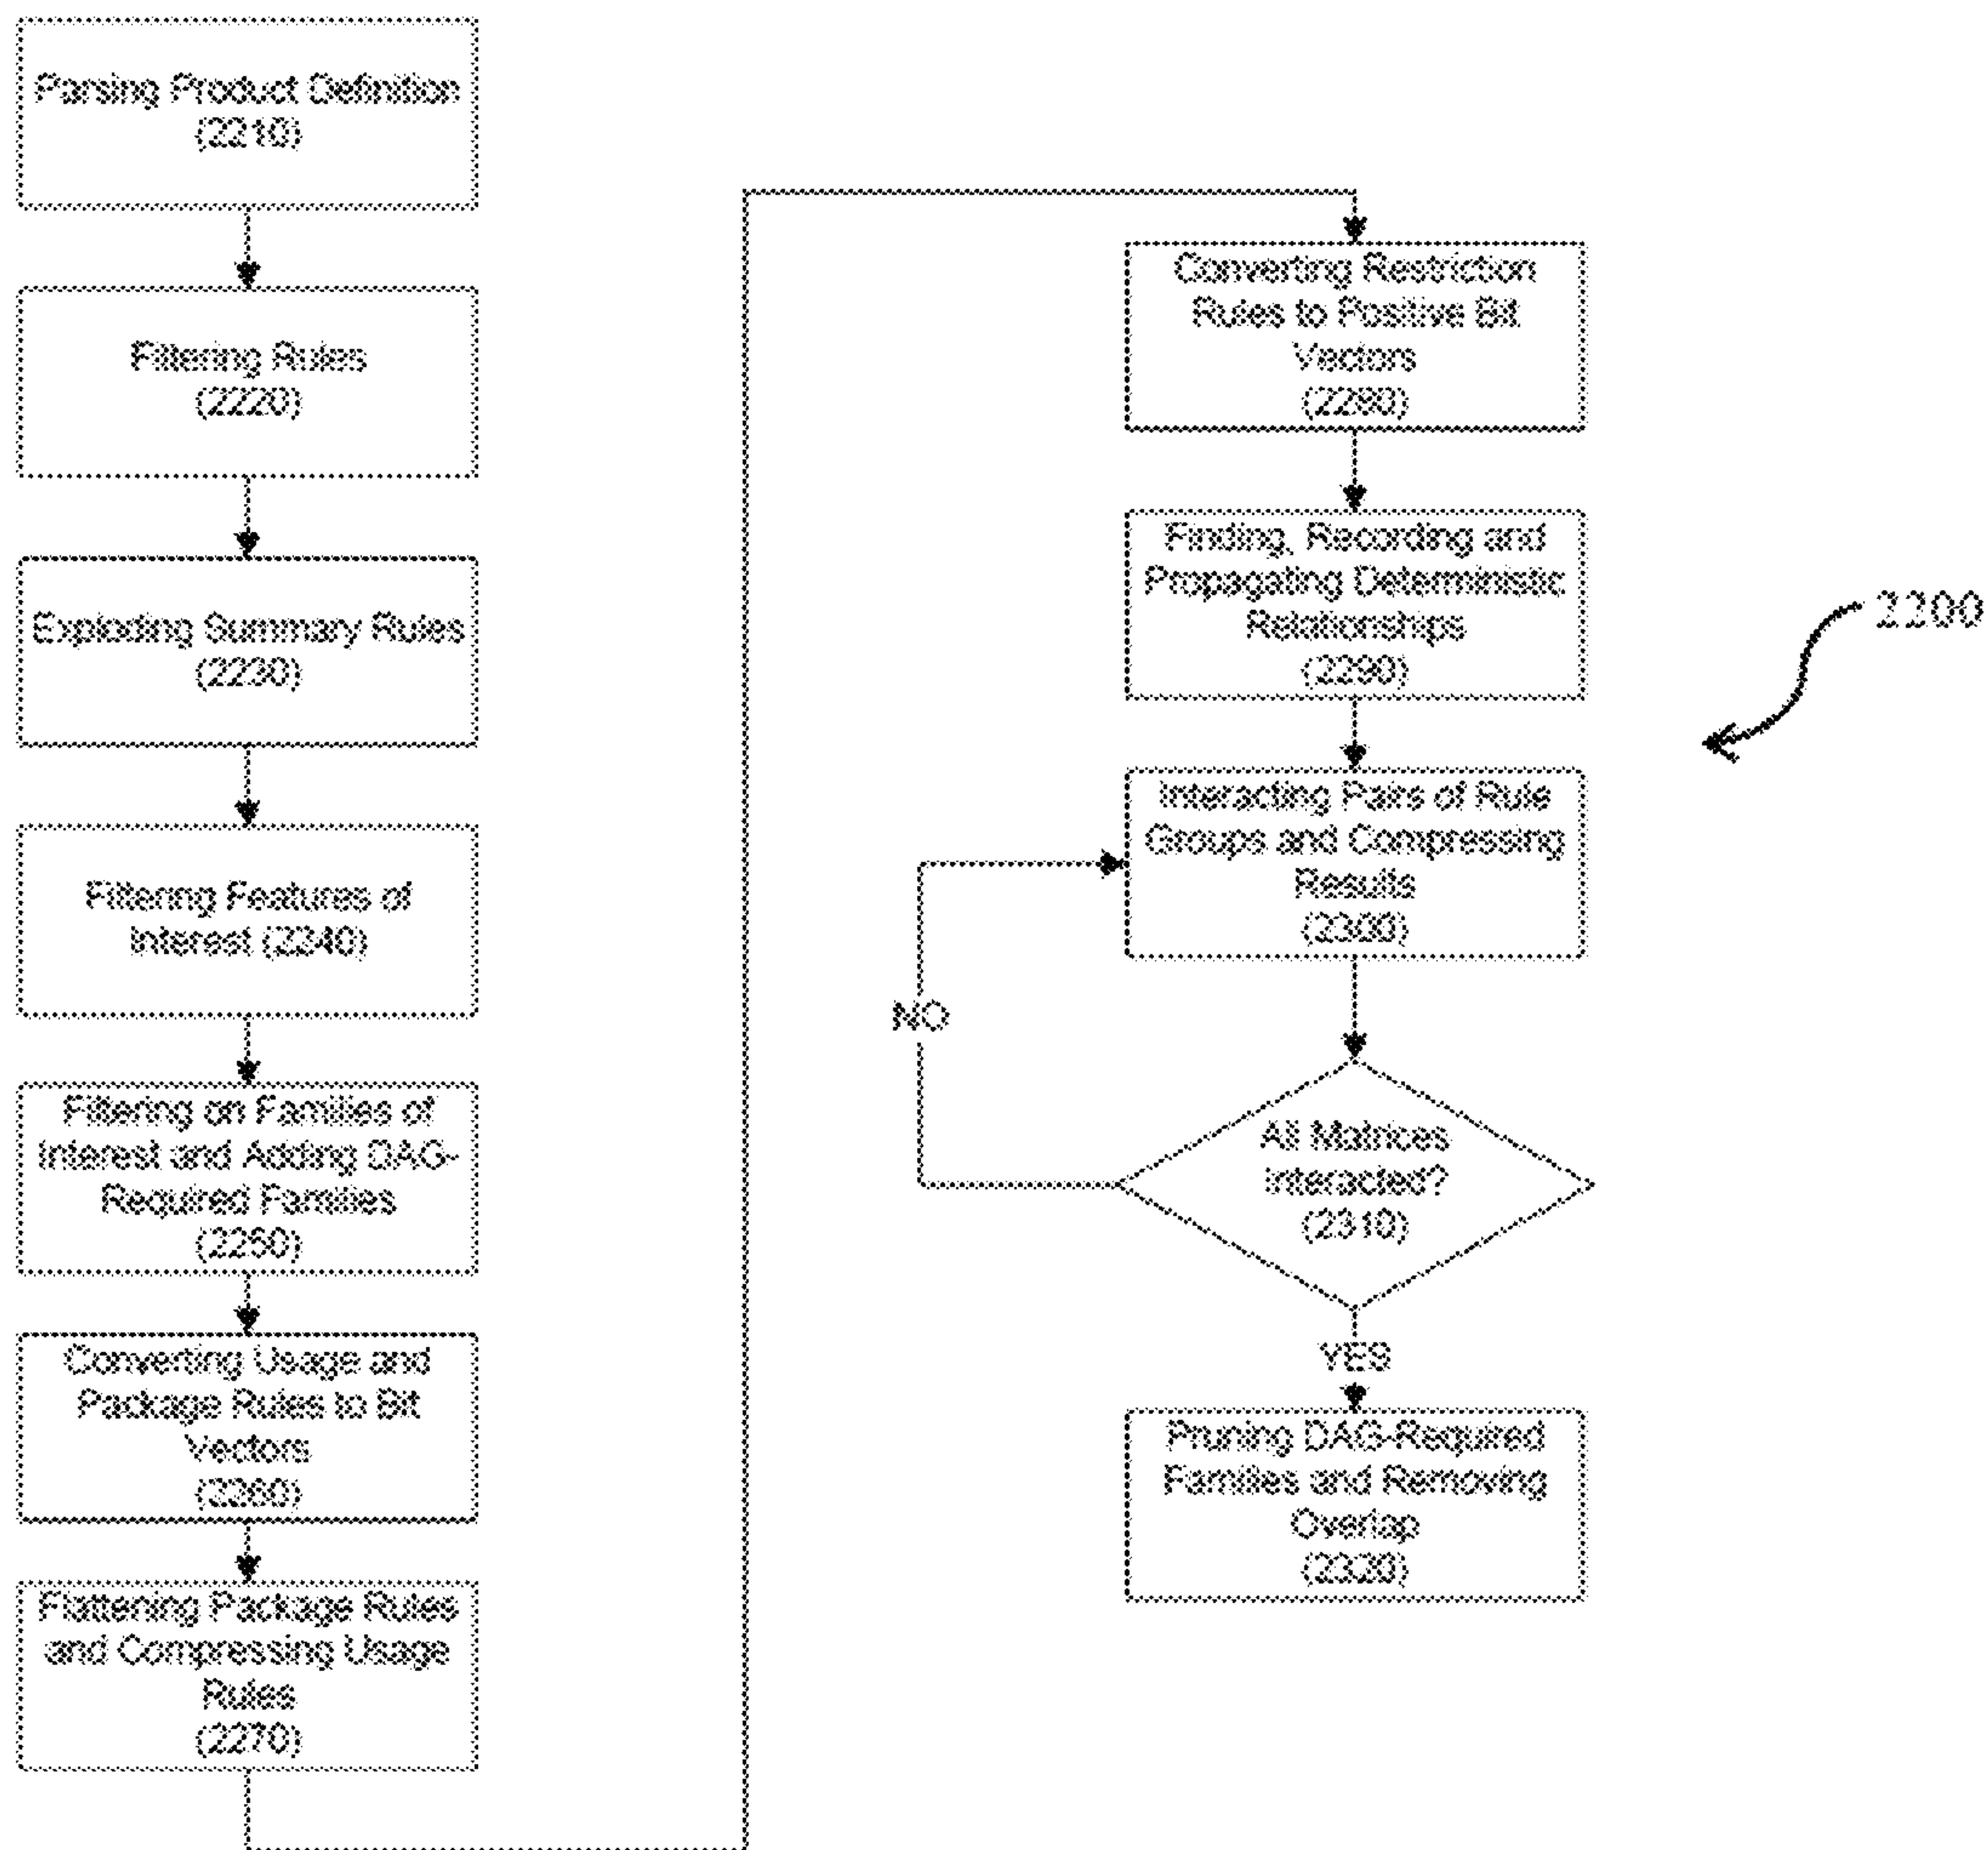 Parsing Product Definition
(2210)
Filtering Rules
(2220)
Exploding Summary Rules
(2230)
Filtering Features of
Interest (2240)
Filtering on Families of
Interest and Adding DAG-
Required Families
(2250)
Converting Usage and
Package Rules to Bit
Vectors
(2260)
Flattening Package Rules
and Compressing Usage
Rules
(2270)
Converting Restriction
Rules to Positive Bit
Vectors
(2280)
Finding, Recording and
Propagating Deterministic
Relationships
(2290)
Interacting Pairs of Rule
Groups and Compressing
Results
(2300)
NO
All Matrices
interacted?
(2310)
YES
Pruning DAG-Required
Families and Removing
Overlap
(2320)
2200